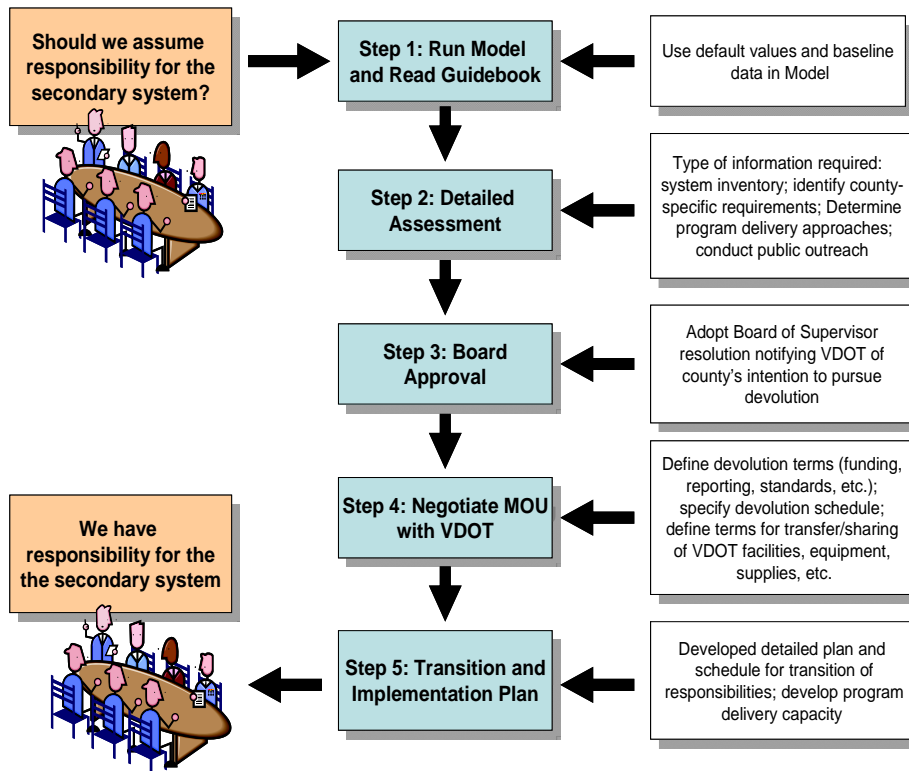 Should we assume
responsibility for the
secondary system?
Step 1: Run Model
and Read Guidebook
Use default values and baseline
data in Model
Step 2: Detailed
Assessment
Type of information required:
system inventory; identify county-
specific requirements; Determine
program delivery approaches;
conduct public outreach
Step 3: Board
Approval
Adopt Board of Supervisor
resolution notifying VDOT of
county's intention to pursue
devolution
Step 4: Negotiate MOU
with VDOT
Define devolution terms (funding,
reporting, standards, etc.);
specify devolution schedule;
define terms for transfer/sharing
of VDOT facilities, equipment,
supplies, etc.
We have
responsibility for the
the secondary system
Step 5: Transition and
Implementation Plan
Developed detailed plan and
schedule for transition of
responsibilities; develop program
delivery capacity